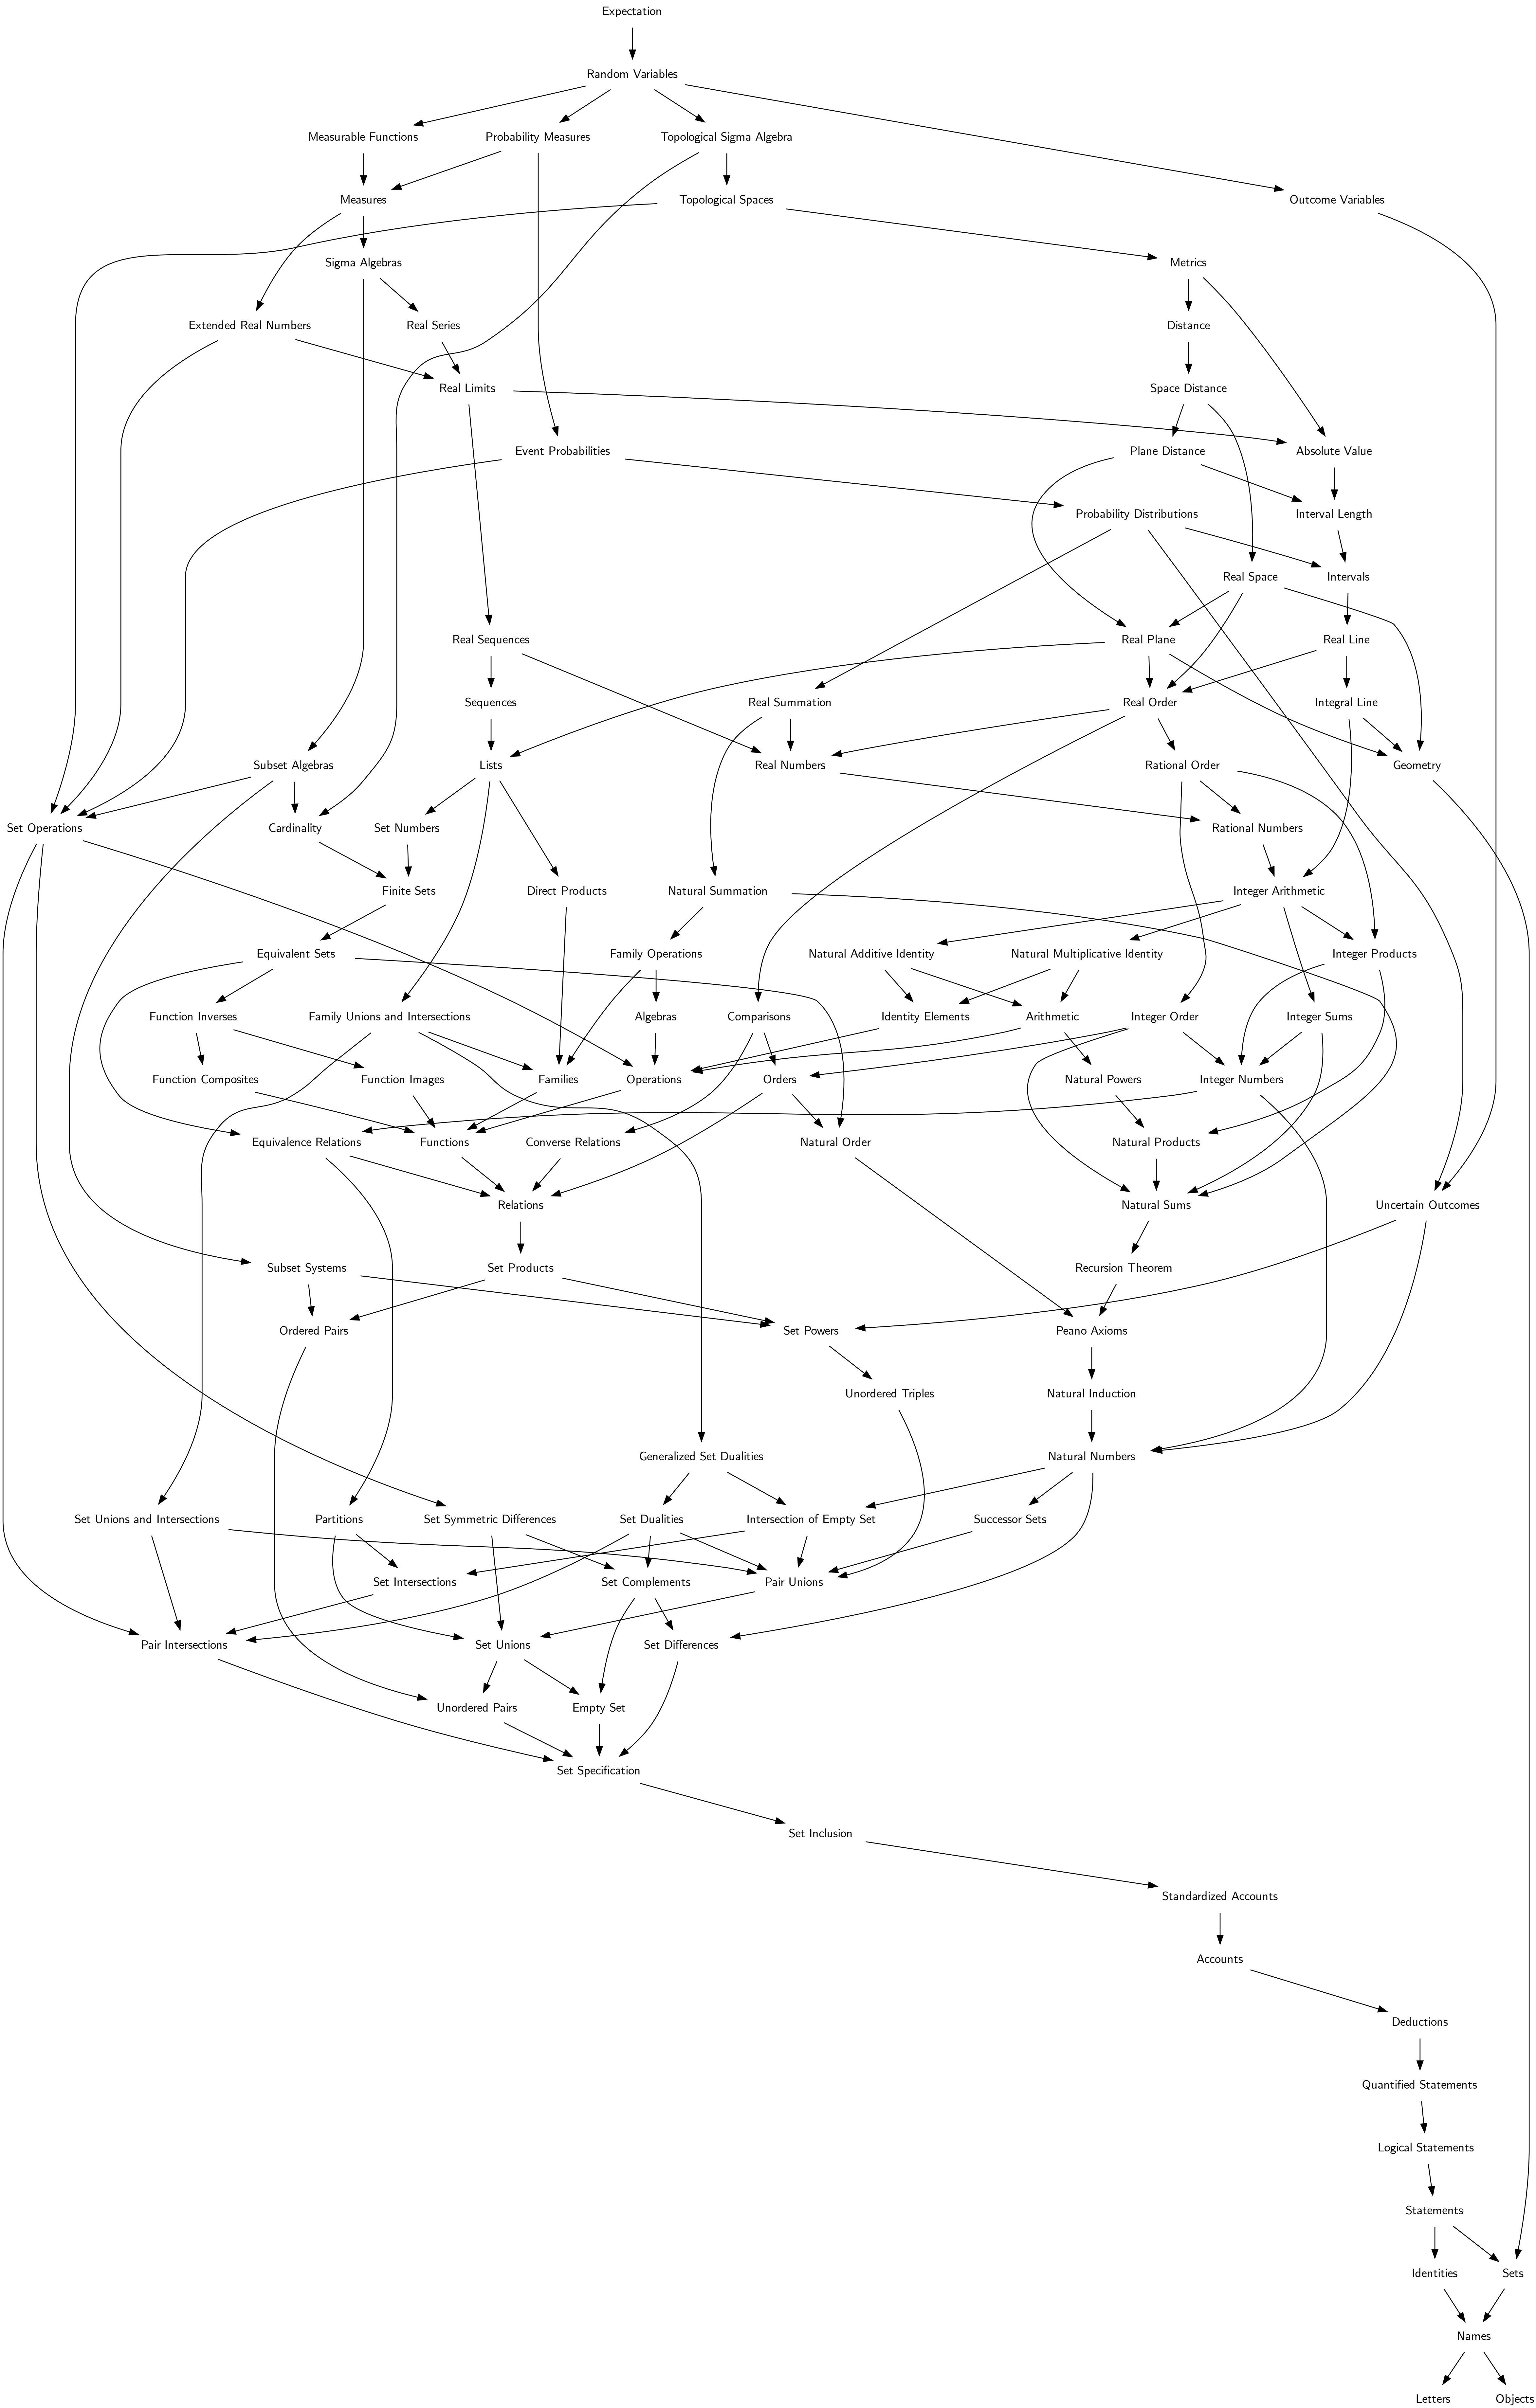 Expectation
Random Variables
Measurable Functions
Probability Measures
Topological Sigma Algebra
Measures
Topological Spaces
Outcome Variables
Sigma Algebras
Metrics
Extended Real Numbers
Real Series
Distance
Real Limits
Space Distance
Event Probabilities
Plane Distance
Absolute Value
Probability Distributions
Interval Length
Real Space
Intervals
Real Sequences
Real Plane
Real Line
Sequences
Real Summation
Real Order
Integral Line
Subset Algebras
Lists
Real Numbers
Rational Order
Geometry
Set Operations
Cardinality
Set Numbers
Rational Numbers
Finite Sets
Direct Products
Natural Summation
Integer Arithmetic
Equivalent Sets
Family Operations
Natural Additive Identity
Natural Multiplicative Identity
Integer Products
Function Inverses
Family Unions and Intersections
Algebras
Comparisons
Identity Elements
Arithmetic
Integer Order
Integer Sums
Function Composites
Function Images
Families
Operations
Orders
Natural Powers
Integer Numbers
Equivalence Relations
Functions
Converse Relations
Natural Order
Natural Products
Relations
Natural Sums
Uncertain Outcomes
Subset Systems
Set Products
Recursion Theorem
Ordered Pairs
Set Powers
Peano Axioms
Unordered Triples
Natural Induction
Generalized Set Dualities
Natural Numbers
Set Unions and Intersections
Partitions
Set Symmetric Differences
Set Dualities
Intersection of Empty Set
Successor Sets
Set Intersections
Set Complements
Pair Unions
Pair Intersections
Set Unions
Set Differences
Unordered Pairs
Empty Set
Set Specification
Set Inclusion
Standardized Accounts
Accounts
Deductions
Quantified Statements
Logical Statements
Statements
Identities
Sets
Names
Letters
Objects